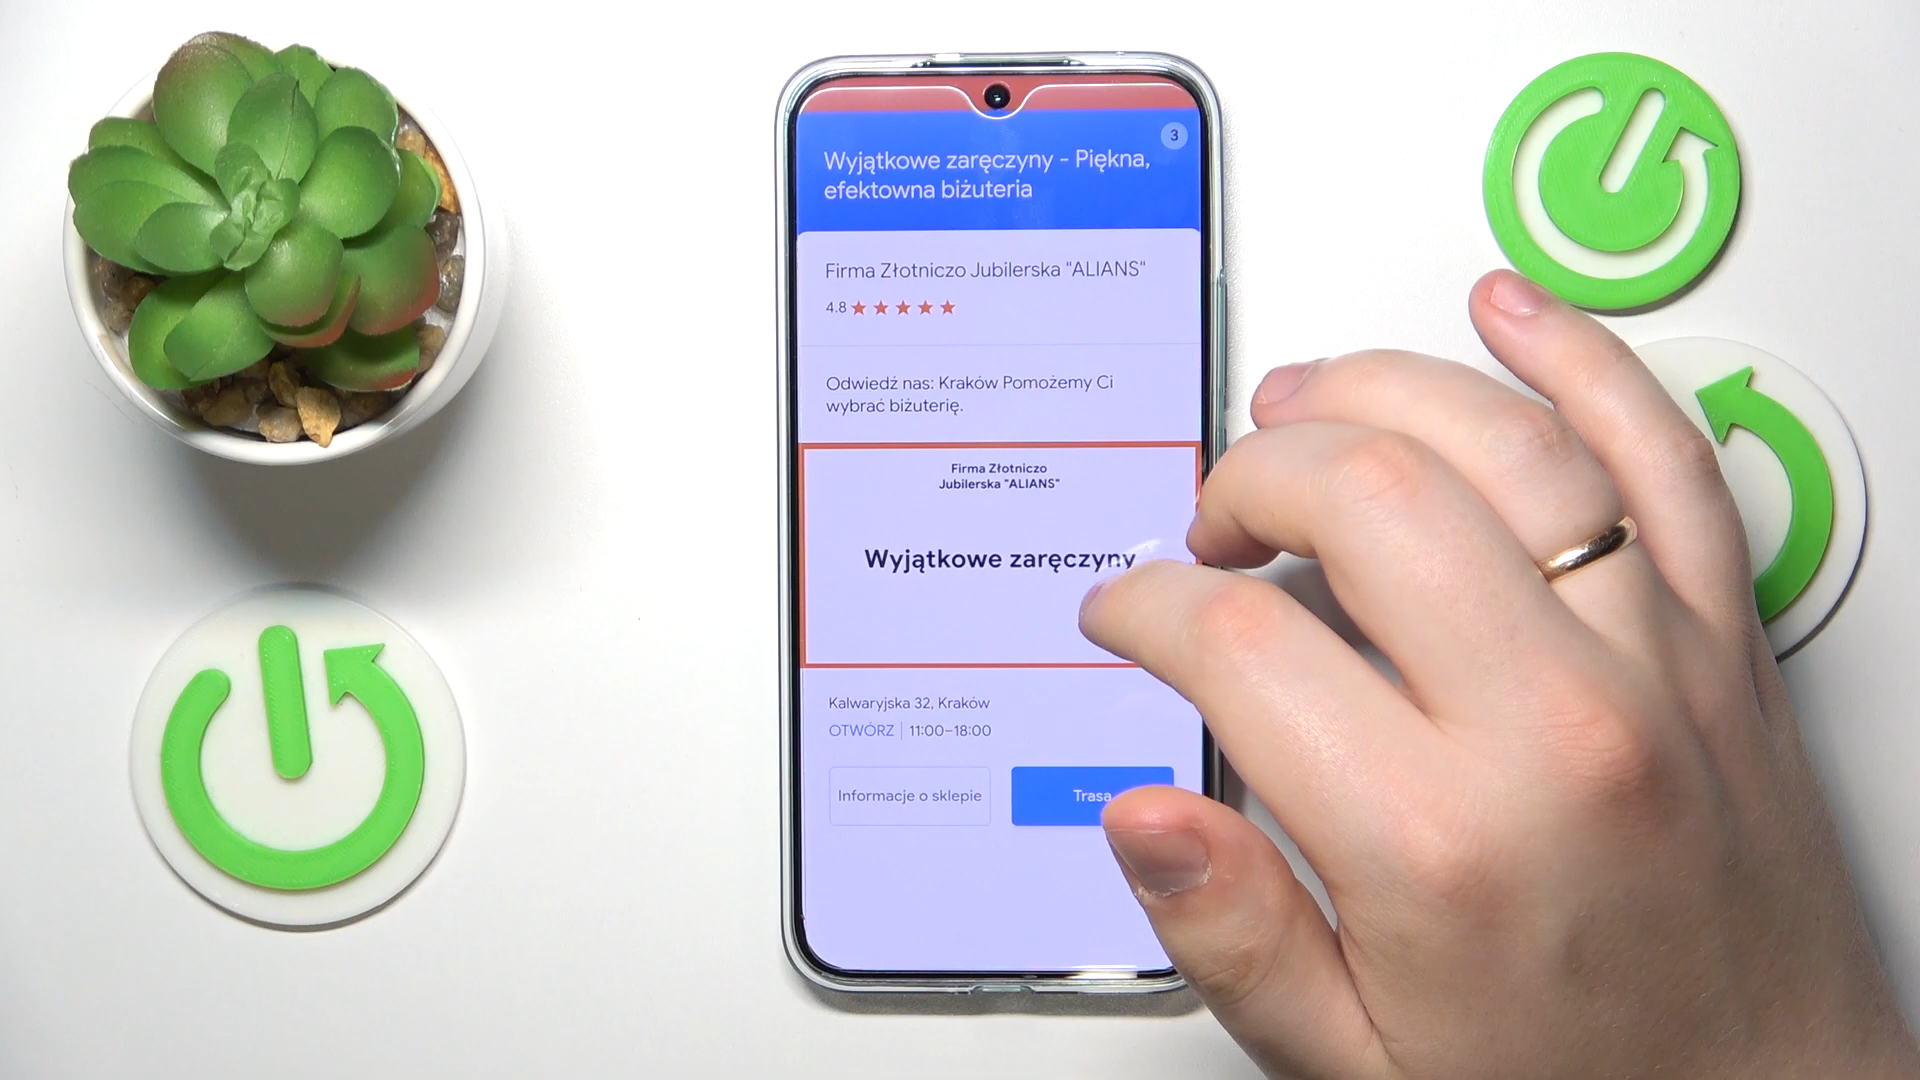 3
Wyjątkowe zaręczyny - Piękna,
efektowna biżuteria
Firma Złotniczo Jubilerska "ALIANS"
4.8
Odwiedź nas: Kraków Pomożemy Ci
wybrać biżuterię.
Firma Złotniczo
Jubilerska "ALIANS"
Wyjątkowe zaręczyny
Kalwaryjska 32, Kraków
OTWÓRZ | 11:00–18:00
Informacje o sklepie
Trasa